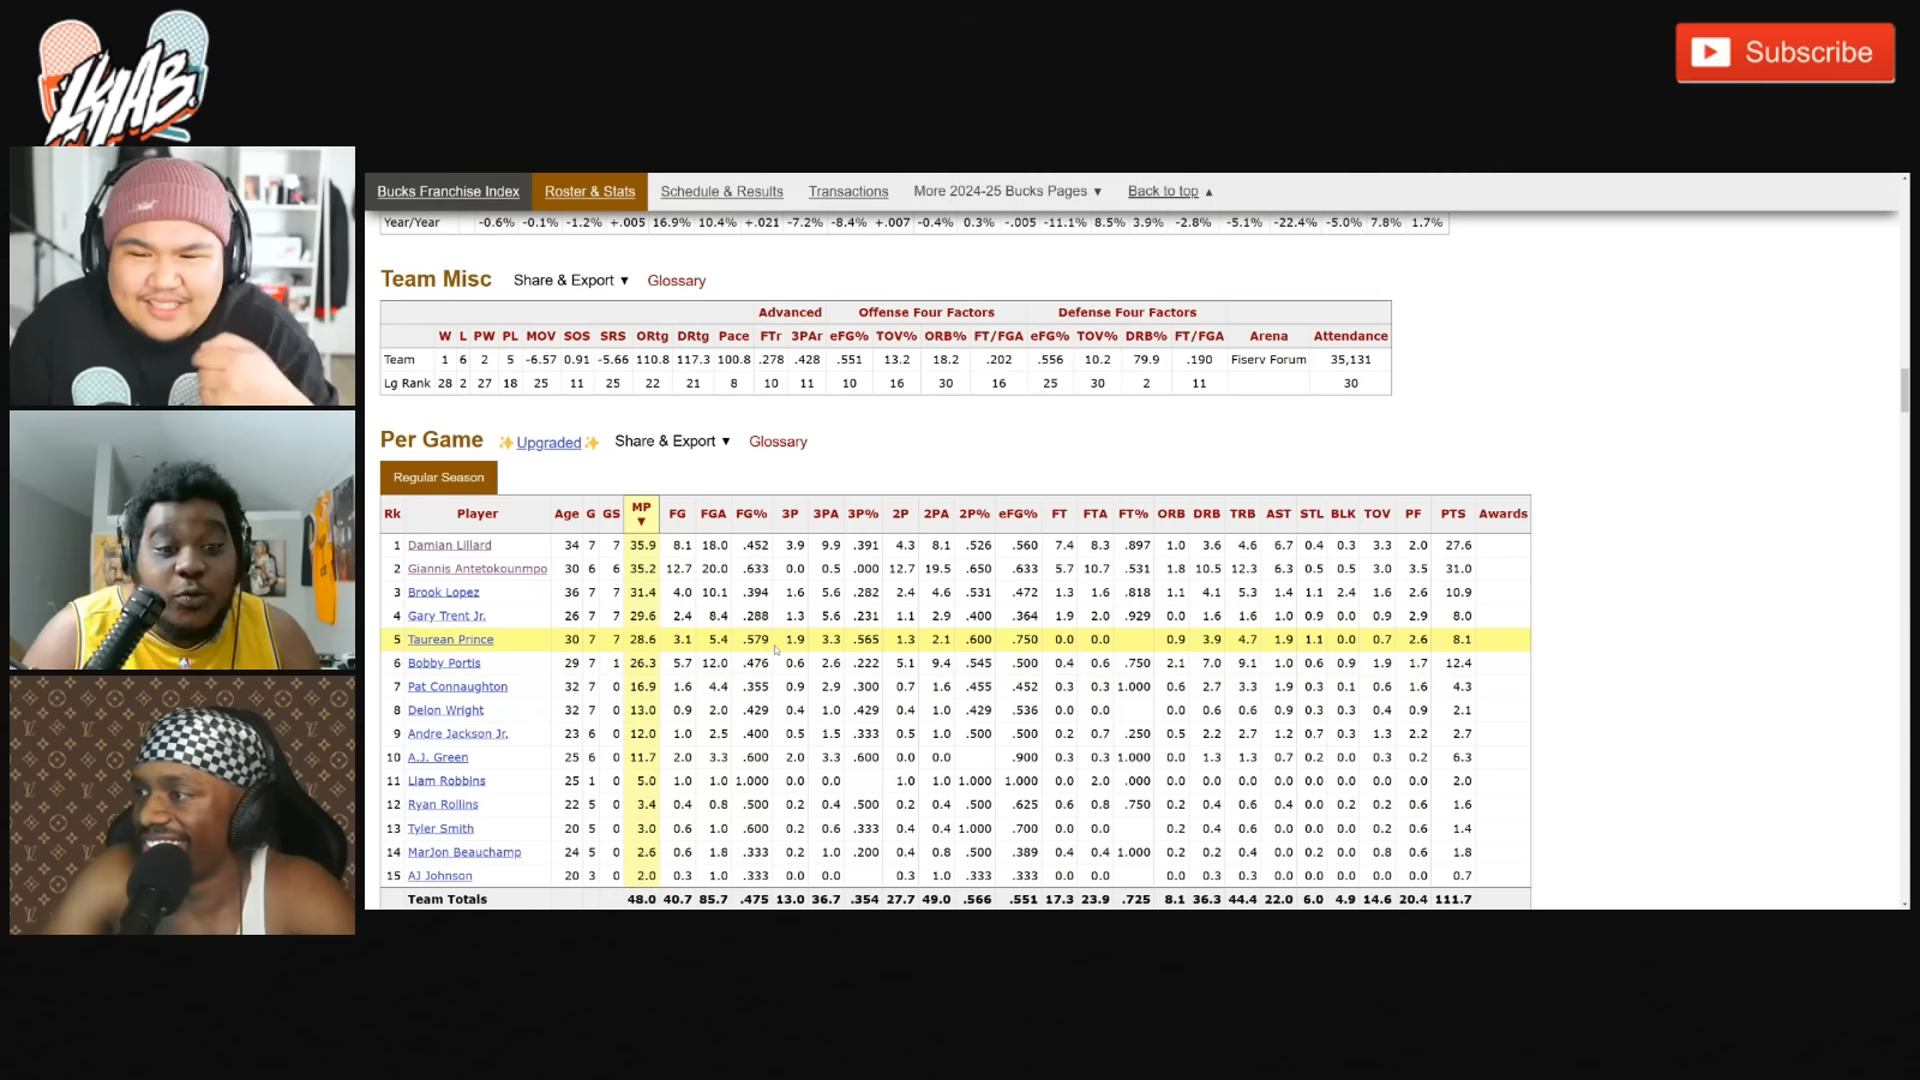 LKIAB
Subscribe
Bucks Franchise Index Roster & Stats Schedule & Results Transactions More 2024-25 Bucks Pages ▼ Back to top ▲
Year/Year -0.6% -0.1% -1.2% +.005 16.9% 10.4% +.021 -7.2% -8.4% +.007 -0.4% 0.3% -.005 -11.1% 8.5% 3.9% -2.8% -5.1% -22.4% -5.0% 7.8% 1.7%
Team Misc Share & Export ▼ Glossary
Advanced Offense Four Factors Defense Four Factors
W L PW PL MOV SOS SRS ORtg DRtg Pace FTr 3PAr eFG% TOV% ORB% FT/FGA eFG% TOV% DRB% FT/FGA Arena Attendance
Team 1 6 2 5 -6.57 0.91 -5.66 110.8 117.3 100.8 .278 .428 .551 13.2 18.2 .202 .556 10.2 79.9 .190 Fiserv Forum 35,131
Lg Rank 28 2 27 18 25 11 25 22 21 8 10 11 10 16 30 16 25 30 2 11 30
Per Game Upgraded Share & Export ▼ Glossary
Regular Season
Rk Player Age G GS MP ▼ FG FGA FG% 3P 3PA 3P% 2P 2PA 2P% eFG% FT FTA FT% ORB DRB TRB AST STL BLK TOV PF PTS Awards
1 Damian Lillard 34 7 7 35.9 8.1 18.0 .452 3.9 9.9 .391 4.3 8.1 .526 .560 7.4 8.3 .897 1.0 3.6 4.6 6.7 0.4 0.3 3.3 2.0 27.6
2 Giannis Antetokounmpo 30 6 6 35.2 12.7 20.0 .633 0.0 0.5 .000 12.7 19.5 .650 .633 5.7 10.7 .531 1.8 10.5 12.3 6.3 0.5 0.5 3.0 3.5 31.0
3 Brook Lopez 36 7 7 31.4 4.0 10.1 .394 1.6 5.6 .282 2.4 4.6 .531 .472 1.3 1.6 .818 1.1 4.1 5.3 1.4 1.1 2.4 1.6 2.6 10.9
4 Gary Trent Jr. 26 7 7 29.6 2.4 8.4 .288 1.3 5.6 .231 1.1 2.9 .400 .364 1.9 2.0 .929 0.0 1.6 1.6 1.0 0.9 0.0 0.9 2.9 8.0
5 Taurean Prince 30 7 7 28.6 3.1 5.4 .579 1.9 3.3 .565 1.3 2.1 .600 .750 0.0 0.0 0.9 3.9 4.7 1.9 1.1 0.0 0.7 2.6 8.1
6 Bobby Portis 29 7 1 26.3 5.7 12.0 .476 0.6 2.6 .222 5.1 9.4 .545 .500 0.4 0.6 .750 2.1 7.0 9.1 1.0 0.6 0.9 1.9 1.7 12.4
7 Pat Connaughton 32 7 0 16.9 1.6 4.4 .355 0.9 2.9 .300 0.7 1.6 .455 .452 0.3 0.3 1.000 0.6 2.7 3.3 1.9 0.3 0.1 0.6 1.6 4.3
8 Delon Wright 32 7 0 13.0 0.9 2.0 .429 0.4 1.0 .429 0.4 1.0 .429 .536 0.0 0.0 0.0 0.6 0.6 0.9 0.3 0.3 0.4 0.9 2.1
9 Andre Jackson Jr. 23 6 0 12.0 1.0 2.5 .400 0.5 1.5 .333 0.5 1.0 .500 .500 0.2 0.7 .250 0.5 2.2 2.7 1.2 0.7 0.3 1.3 2.2 2.7
10 A.J. Green 25 6 0 11.7 2.0 3.3 .600 2.0 3.3 .600 0.0 0.0 .900 0.3 0.3 1.000 0.0 1.3 1.3 0.7 0.2 0.0 0.3 0.2 6.3
11 Liam Robbins 25 1 0 5.0 1.0 1.0 1.000 0.0 0.0 1.0 1.0 1.000 1.000 0.0 2.0 .000 0.0 0.0 0.0 0.0 0.0 0.0 0.0 0.0 2.0
12 Ryan Rollins 22 5 0 3.4 0.4 0.8 .500 0.2 0.4 .500 0.2 0.4 .500 .625 0.6 0.8 .750 0.2 0.4 0.6 0.4 0.0 0.2 0.2 0.6 1.6
13 Tyler Smith 20 5 0 3.0 0.6 1.0 .600 0.2 0.6 .333 0.4 0.4 1.000 .700 0.0 0.0 0.2 0.4 0.6 0.0 0.0 0.0 0.2 0.6 1.4
14 MarJon Beauchamp 24 5 0 2.6 0.6 1.8 .333 0.2 1.0 .200 0.4 0.8 .500 .389 0.4 0.4 1.000 0.2 0.2 0.4 0.0 0.2 0.0 0.8 0.6 1.8
15 AJ Johnson 20 3 0 2.0 0.3 1.0 .333 0.0 0.0 0.3 1.0 .333 .333 0.0 0.0 0.0 0.3 0.3 0.0 0.0 0.0 0.0 0.0 0.7
Team Totals 48.0 40.7 85.7 .475 13.0 36.7 .354 27.7 49.0 .566 .551 17.3 23.9 .725 8.1 36.3 44.4 22.0 6.0 4.9 14.6 20.4 111.7